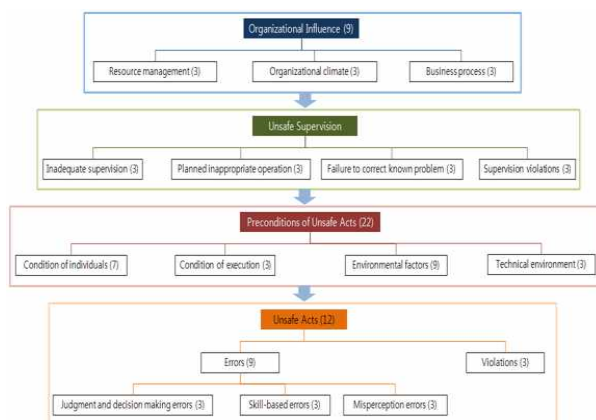 Organizational Influence (9)
Resource management (3)
Organizational climate (3)
Business process (3)
Unsafe Supervision
Inadequate supervision (3)
Planned inappropriate operation (3)
Failure to correct known problem (3)
Supervision violations (3)
Preconditions of Unsafe Acts (22)
Condition of individuals (7)
Condition of execution (3)
Environmental factors (9)
Technical environment (3)
Unsafe Acts (12)
Errors (9)
Violations (3)
Judgment and decision making errors (3)
Skill-based errors (3)
Misperception errors (3)